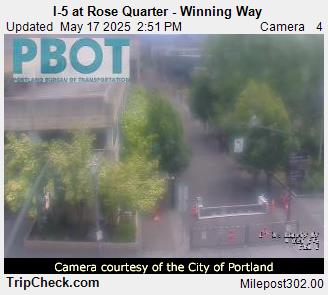 I-5 at Rose Quarter - Winning Way
Updated May 17 2025 2:51 PM Camera 4
PBOT
PORTLAND BUREAU OF TRANSPORTATION
Camera courtesy of the City of Portland
TripCheck.com Milepost302.00